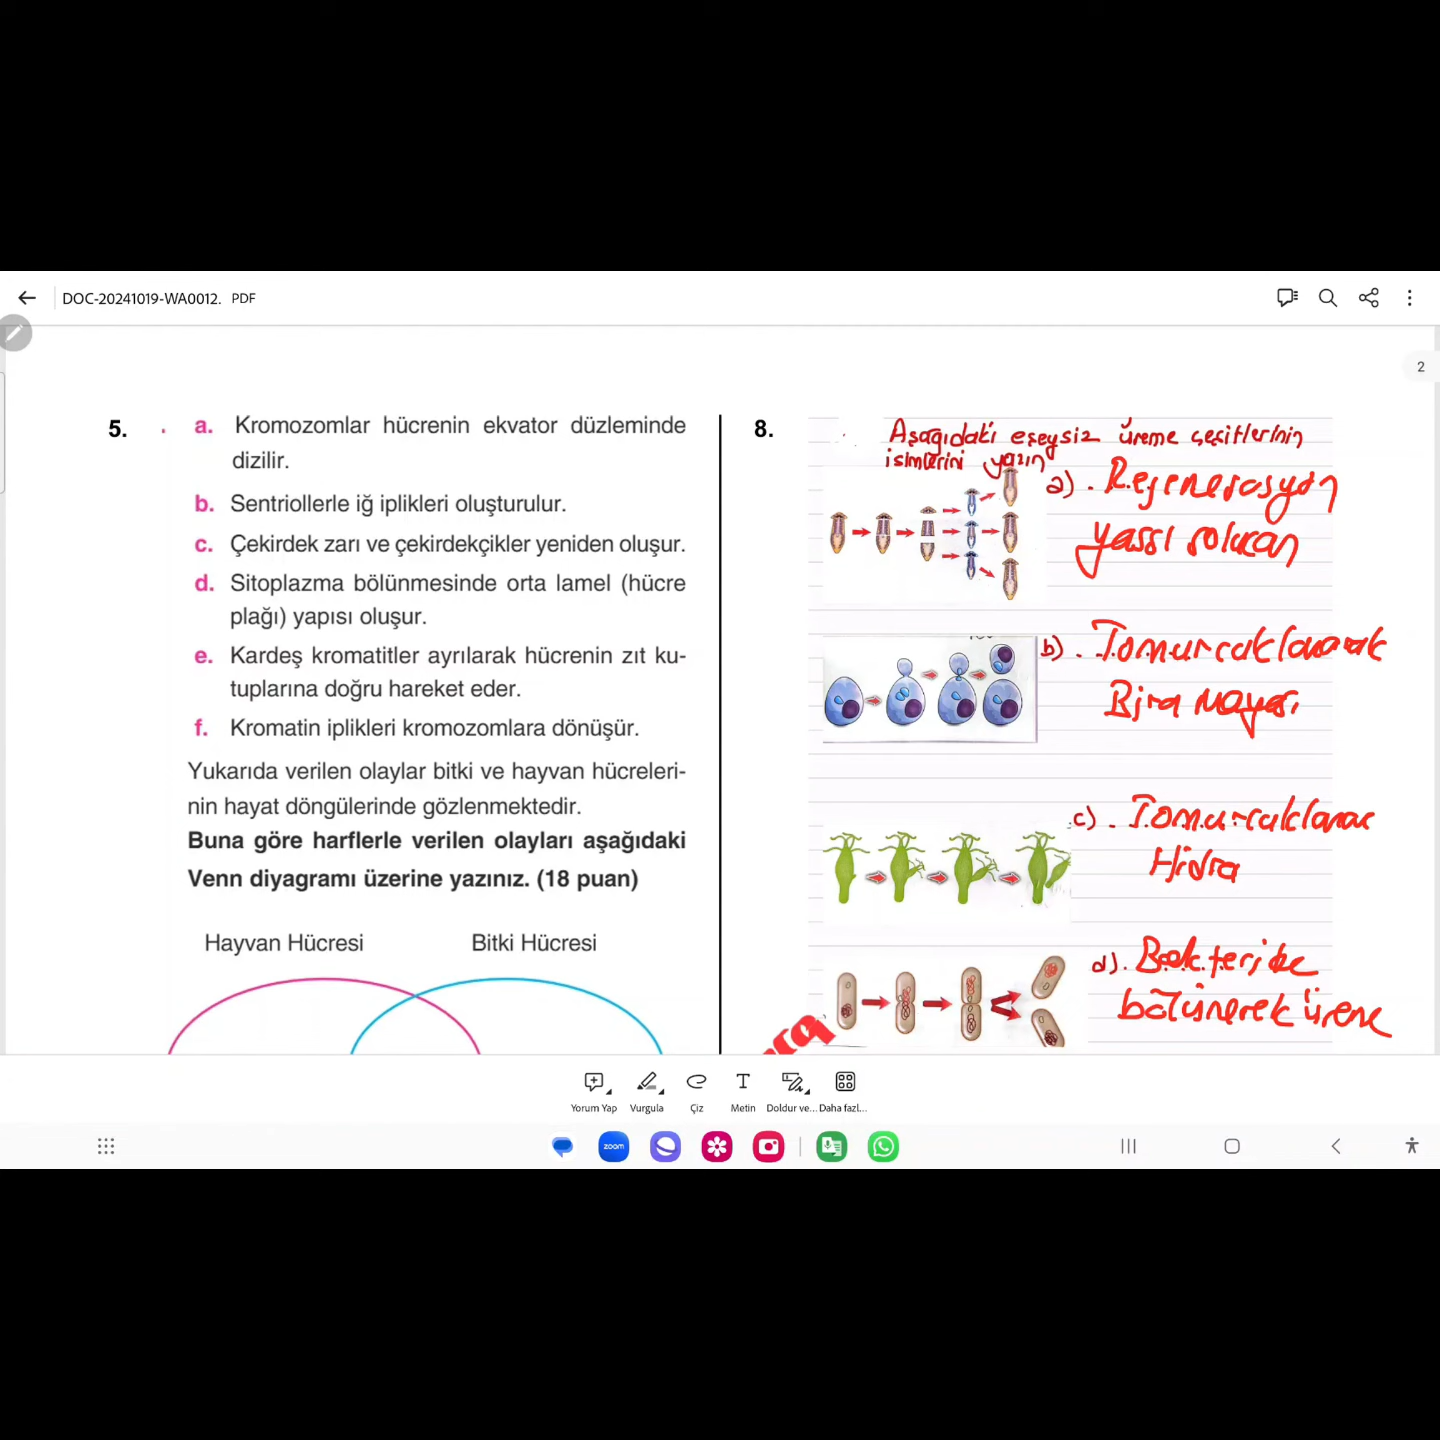 DOC-20241019-WA0012. PDF
2
5.
a. Kromozomlar hücrenin ekvator düzleminde
dizilir.
b. Sentriollerle iğ iplikleri oluşturulur.
c. Çekirdek zarı ve çekirdekçikler yeniden oluşur.
d. Sitoplazma bölünmesinde orta lamel (hücre
plağı) yapısı oluşur.
e. Kardeş kromatitler ayrılarak hücrenin zıt ku-
tuplarına doğru hareket eder.
f. Kromatin iplikleri kromozomlara dönüşür.
Yukarıda verilen olaylar bitki ve hayvan hücreleri-
nin hayat döngülerinde gözlenmektedir.
Buna göre harflerle verilen olayları aşağıdaki
Venn diyagramı üzerine yazınız. (18 puan)
Hayvan Hücresi Bitki Hücresi
8.
Aşağıdaki eşeysiz üreme çeşitlerinin
isimlerini yazın
a). Rejenerasyon
yassı solucan
b). Tomurcuklanarak
Bira Mayası
c). Tomurcuklanma
Hidra
d). Bakteride
bölünerek üreme
Yorum Yap Vurgula Çiz Metin Doldur ve... Daha fazl...
zoom